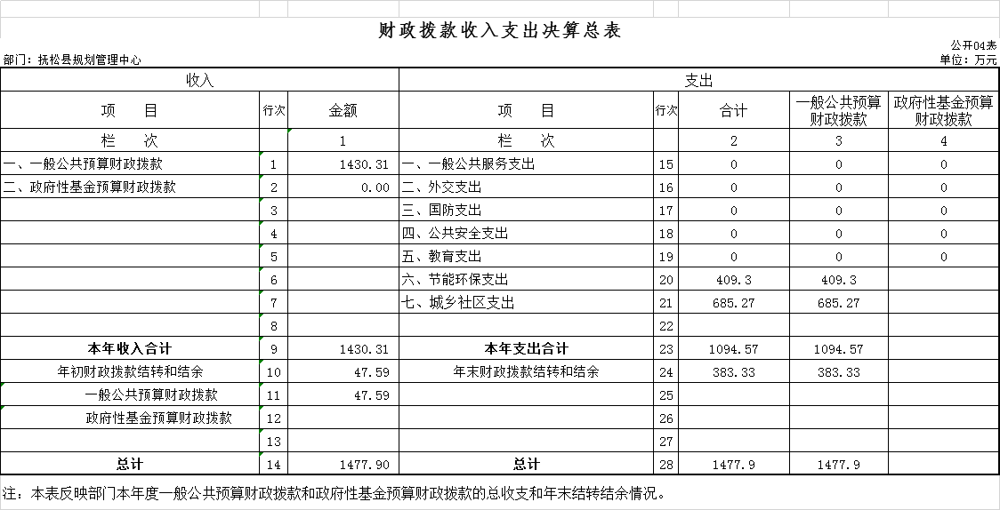 财政拨款收入支出决算总表
公开04表
部门：抚松县规划管理中心 单位：万元
收入 支出
项 目 行次 金额 项 目 行次 合计 一般公共预算财政拨款 政府性基金预算财政拨款
栏 次 1 栏 次 2 3 4
一、一般公共预算财政拨款 1 1430.31 一、一般公共服务支出 15 0 0 0
二、政府性基金预算财政拨款 2 0.00 二、外交支出 16 0 0 0
3 三、国防支出 17 0 0 0
4 四、公共安全支出 18 0 0 0
5 五、教育支出 19 0 0 0
6 六、节能环保支出 20 409.3 409.3
7 七、城乡社区支出 21 685.27 685.27
8 22
本年收入合计 9 1430.31 本年支出合计 23 1094.57 1094.57
年初财政拨款结转和结余 10 47.59 年末财政拨款结转和结余 24 383.33 383.33
一般公共预算财政拨款 11 47.59 25
政府性基金预算财政拨款 12 26
13 27
总计 14 1477.90 总计 28 1477.9 1477.9
注：本表反映部门本年度一般公共预算财政拨款和政府性基金预算财政拨款的总收支和年末结转结余情况。